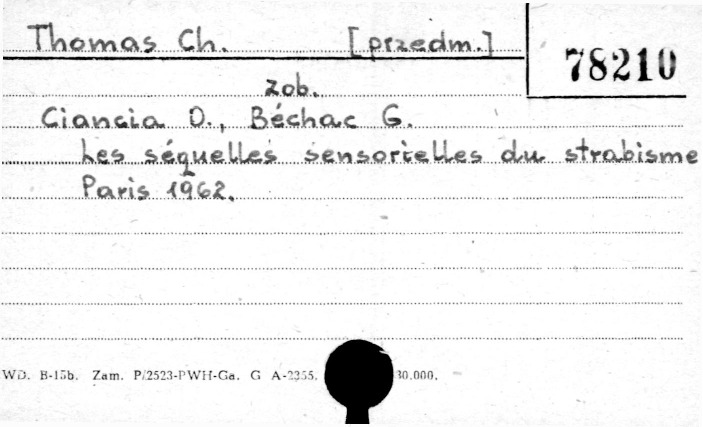 Thomas Ch. [przedm.]
78210
zob.
Ciancia O., Béchac G.
Les séquelles sensorielles du strabisme
Paris 1962.
WD. B-15b. Zam. P/2523-PWH-Ga. G A-2355. 30.000.